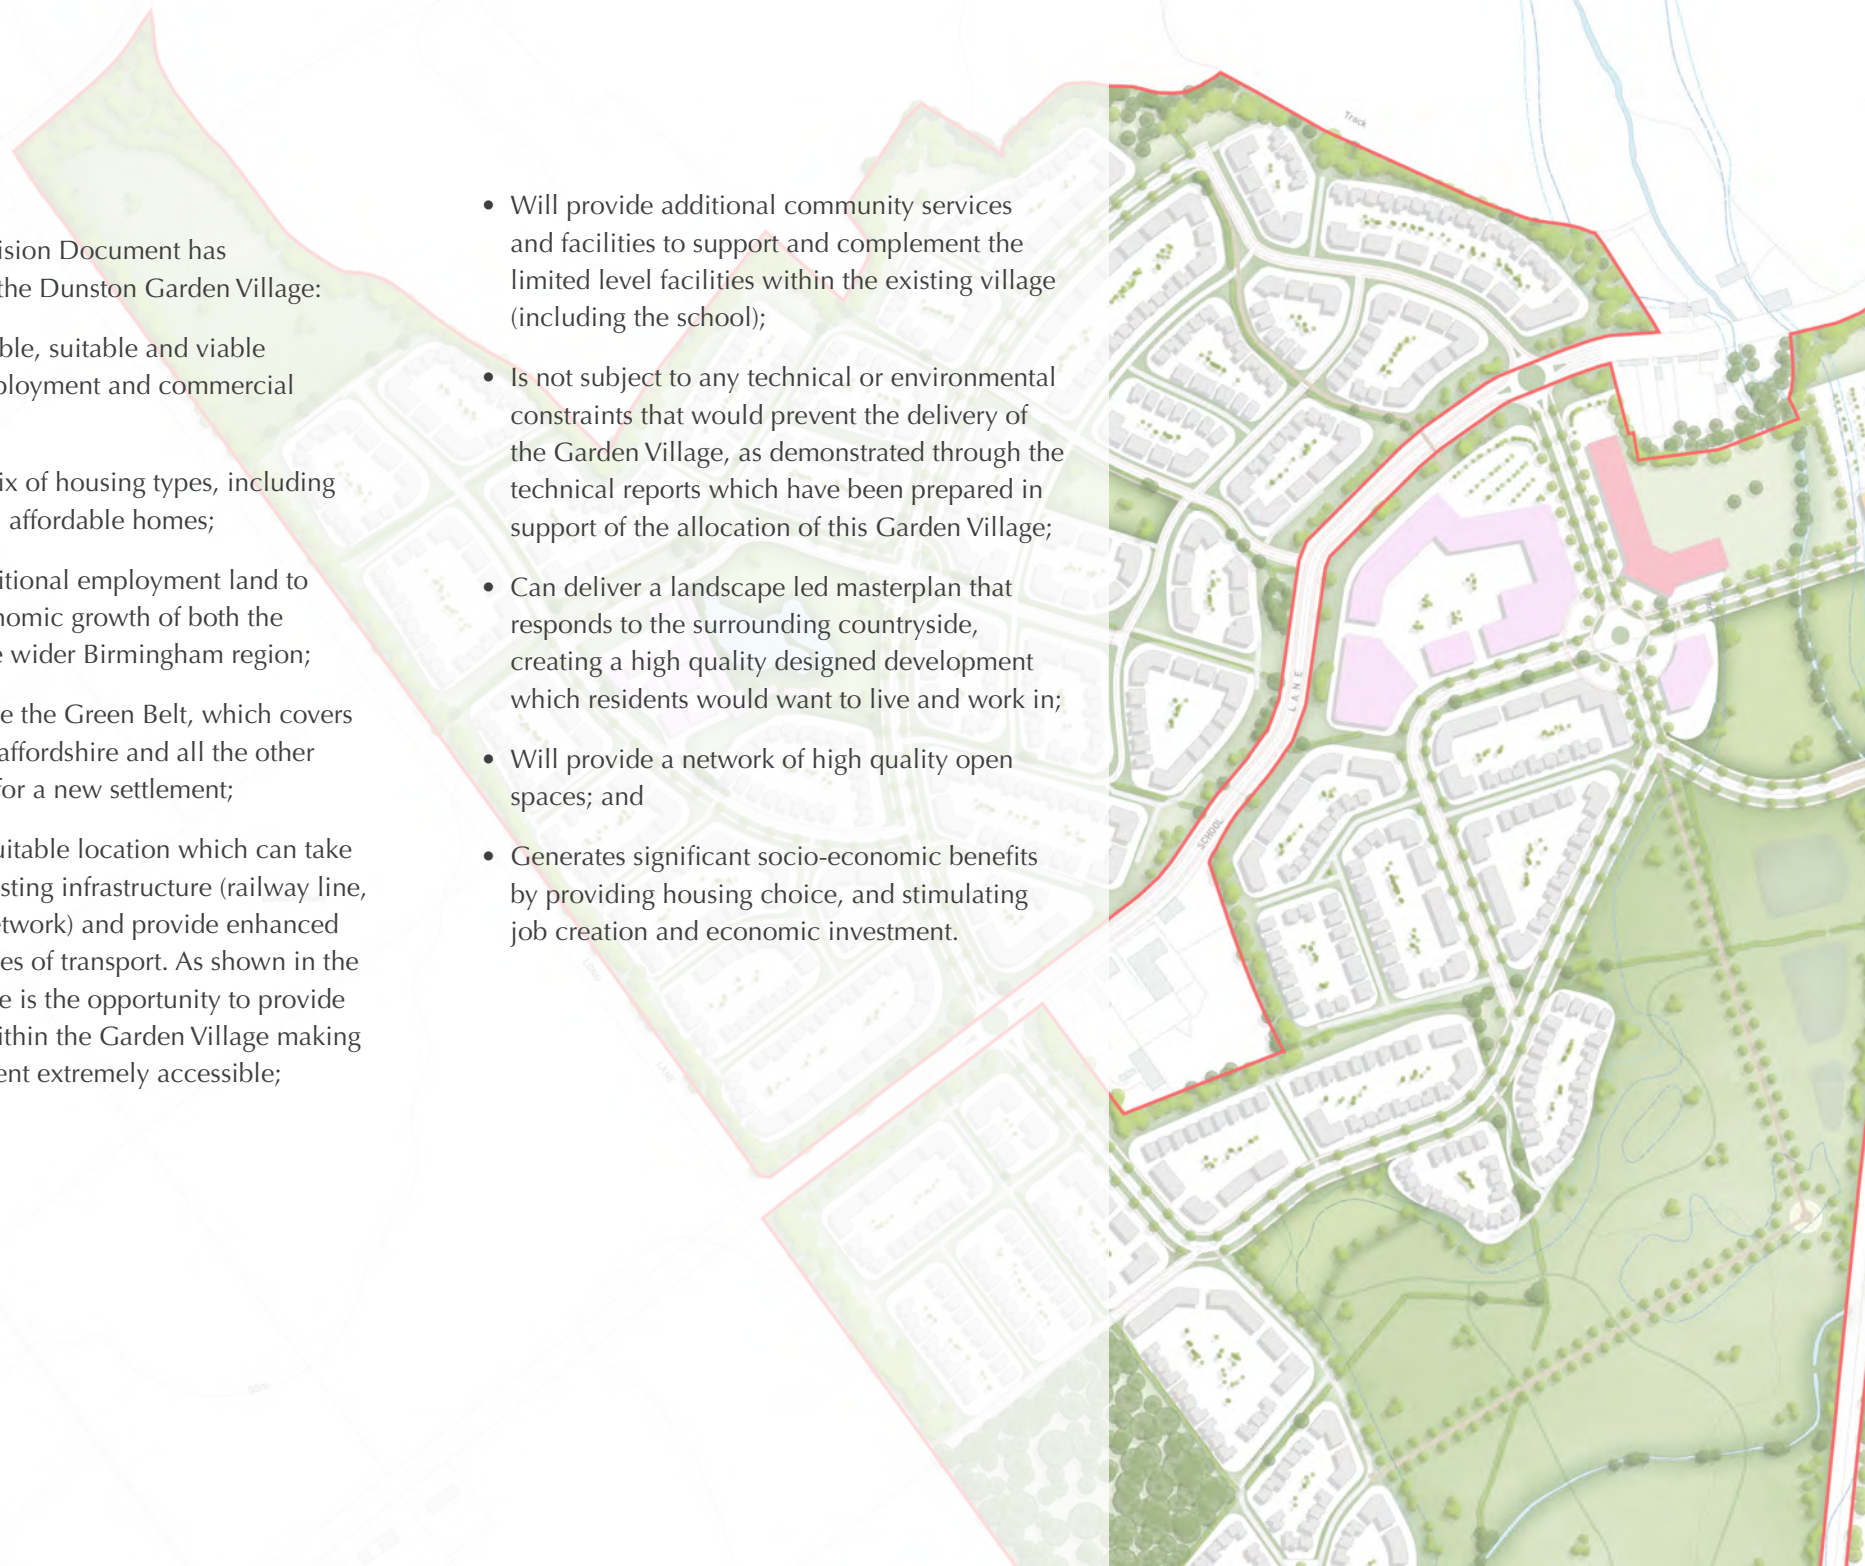 ision Document has
the Dunston Garden Village:
ble, suitable and viable
ployment and commercial
ix of housing types, including
affordable homes;
itional employment land to
nomic growth of both the
e wider Birmingham region;
e the Green Belt, which covers
affordshire and all the other
for a new settlement;
uitable location which can take
sting infrastructure (railway line,
etwork) and provide enhanced
es of transport. As shown in the
e is the opportunity to provide
ithin the Garden Village making
ent extremely accessible;
• Will provide additional community services
and facilities to support and complement the
limited level facilities within the existing village
(including the school);
• Is not subject to any technical or environmental
constraints that would prevent the delivery of
the Garden Village, as demonstrated through the
technical reports which have been prepared in
support of the allocation of this Garden Village;
• Can deliver a landscape led masterplan that
responds to the surrounding countryside,
creating a high quality designed development
which residents would want to live and work in;
• Will provide a network of high quality open
spaces; and
• Generates significant socio-economic benefits
by providing housing choice, and stimulating
job creation and economic investment.
Track
LANE
SCHOOL
LONG
LANE